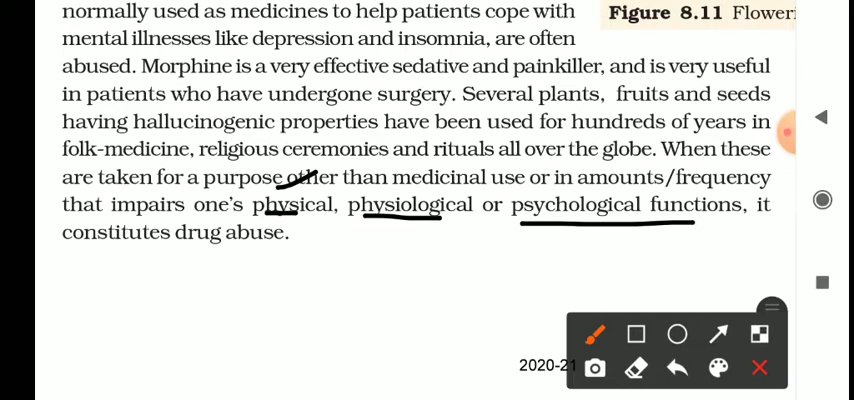 normally used as medicines to help patients cope with
Figure 8.11 Floweri
mental illnesses like depression and insomnia, are often
abused. Morphine is a very effective sedative and painkiller, and is very useful
in patients who have undergone surgery. Several plants, fruits and seeds
having hallucinogenic properties have been used for hundreds of years in
folk-medicine, religious ceremonies and rituals all over the globe. When these
are taken for a purpose other than medicinal use or in amounts/frequency
that impairs one's physical, physiological or psychological functions, it
constitutes drug abuse.
2020-21